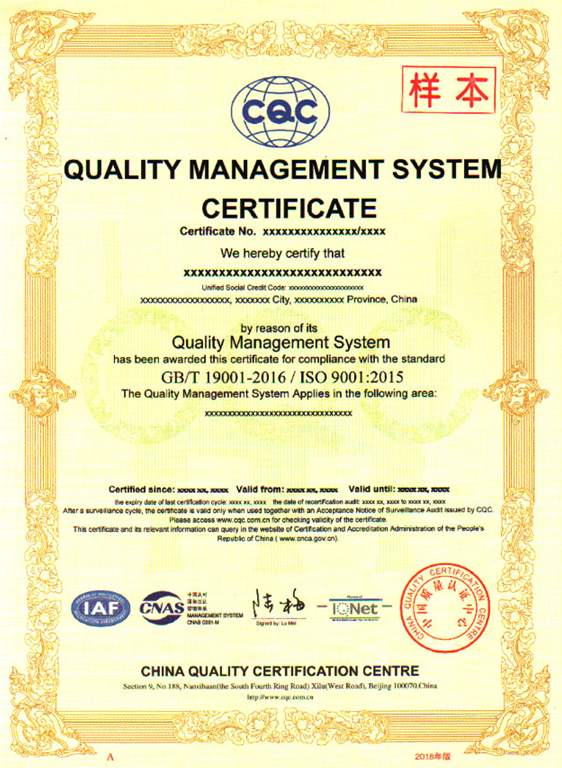 样本
CQC
QUALITY MANAGEMENT SYSTEM
CERTIFICATE
Certificate No. xxxxxxxxxxxxxxx/xxxx
We hereby certify that
xxxxxxxxxxxxxxxxxxxxxxxxxxxx
Unified Social Credit Code: xxxxxxxxxxxxxxxxxxxxxx
xxxxxxxxxxxxxxxxxx, xxxxxxx City, xxxxxxxxxx Province, China
by reason of its
Quality Management System
has been awarded this certificate for compliance with the standard
GB/T 19001-2016 / ISO 9001:2015
The Quality Management System Applies in the following area:
xxxxxxxxxxxxxxxxxxxxxxxxxxxxxxxx
Certified since: xxxx xx, xxxx Valid from: xxxx xx, xxxx Valid until: xxxx xx, xxxx
the expiry date of last certification cycle: xxxx xx, xxxx the date of recertification audit: xxxx xx, xxxx to xxxx xx, xxxx
After a surveillance cycle, the certificate is valid only when used together with an Acceptance Notice of Surveillance Audit issued by CQC.
Please access www.cqc.com.cn for checking validity of the certificate.
This certificate and its relevant information can query in the website of Certification and Accreditation Administration of the People's
Republic of China ( www.cnca.gov.cn).
IAF
CNAS
中国认可
国际互认
管理体系
MANAGEMENT SYSTEM
CNAS C001-M
陆梅
Signed by: Lu Mei
IQNet
CHINA QUALITY CERTIFICATION CENTRE
中国质量认证中心
CHINA QUALITY CERTIFICATION CENTRE
Section 9, No.188, Nansihuan(the South Fourth Ring Road) Xilu(West Road), Beijing 100070,China
http://www.cqc.com.cn
A
2018年版